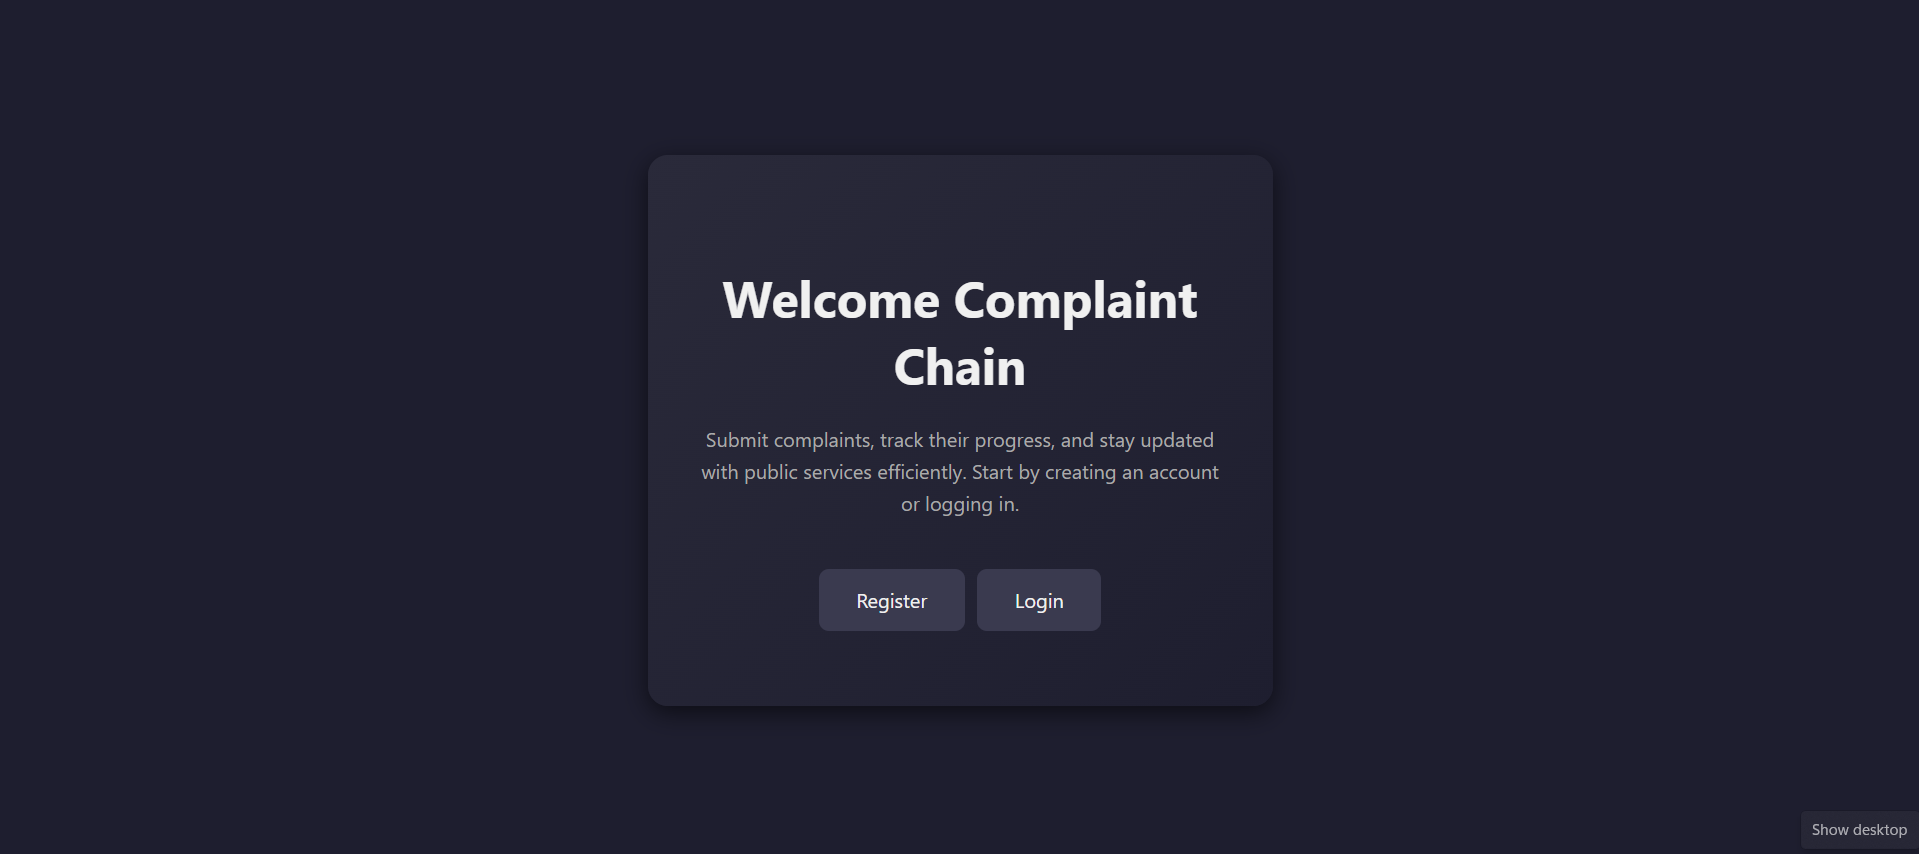 Welcome Complaint
Chain
Submit complaints, track their progress, and stay updated
with public services efficiently. Start by creating an account
or logging in.
Register
Login
Show desktop